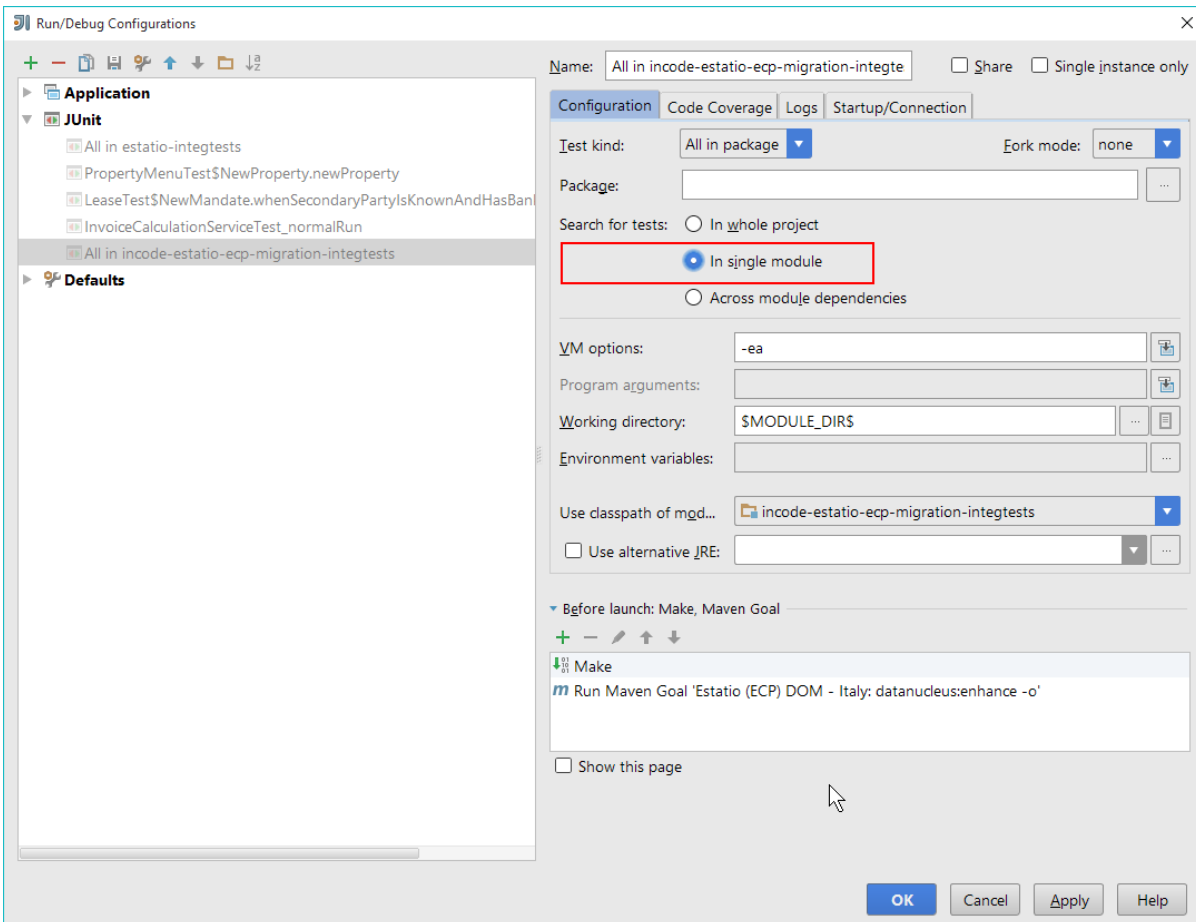 Run/Debug Configurations
Application
JUnit
All in estatio-integtests
PropertyMenuTest$NewProperty.newProperty
LeaseTest$NewMandate.whenSecondaryPartyIsKnownAndHasBanl
InvoiceCalculationServiceTest_normalRun
All in incode-estatio-ecp-migration-integtests
Defaults
Name: All in incode-estatio-ecp-migration-integte Share Single instance only
Configuration Code Coverage Logs Startup/Connection
Test kind: All in package Fork mode: none
Package: ...
Search for tests: In whole project
In single module
Across module dependencies
VM options: -ea
Program arguments:
Working directory: $MODULE_DIR$ ...
Environment variables: ...
Use classpath of mod... incode-estatio-ecp-migration-integtests
Use alternative JRE: ...
Before launch: Make, Maven Goal
Make
m Run Maven Goal 'Estatio (ECP) DOM - Italy: datanucleus:enhance -o'
Show this page
OK Cancel Apply Help